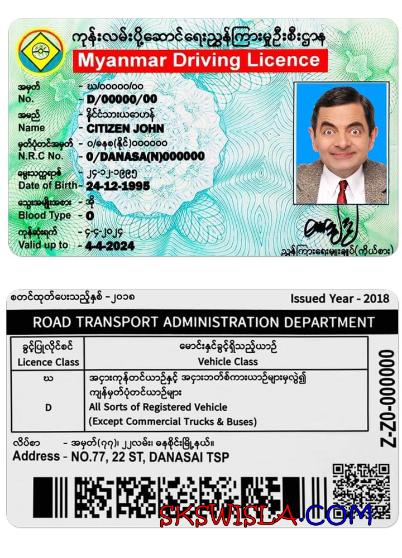 ကုန်းလမ်းပို့ဆောင်ရေးညွှန်ကြားမှုဦးစီးဌာန
Myanmar Driving Licence
အမှတ် - ဃ/၀၀၀၀၀/၀၀
No. - D/00000/00
အမည် - နိုင်ငံသားယောဟန်
Name - CITIZEN JOHN
မှတ်ပုံတင်အမှတ် - ၀/ဓနစ(နိုင်)၀၀၀၀၀၀
N.R.C No. - 0/DANASA(N)000000
မွေးသက္ကရာဇ် - ၂၄-၁၂-၁၉၉၅
Date of Birth - 24-12-1995
သွေးအမျိုးအစား - အို
Blood Type - O
ကုန်ဆုံးရက် - ၄-၄-၂၀၂၄
Valid up to - 4-4-2024
ညွှန်ကြားရေးမှူးချုပ်(ကိုယ်စား)
စတင်ထုတ်ပေးသည့်နှစ် -၂၀၁၈
Issued Year - 2018
ROAD TRANSPORT ADMINISTRATION DEPARTMENT
ခွင့်ပြုလိုင်စင် မောင်းနှင်ခွင့်ရှိသည့်ယာဉ်
Licence Class Vehicle Class
ဃ အငှားကုန်တင်ယာဉ်နှင့် အငှားဘတ်စ်ကားယာဉ်များမှလွဲ၍
ကျန်မှတ်ပုံတင်ယာဉ်များ
D All Sorts of Registered Vehicle
(Except Commercial Trucks & Buses)
Z-Z0-000000
လိပ်စာ - အမှတ်(၇၇)၊ ၂၂လမ်း၊ ဓနစိုင်းမြို့နယ်။
Address - NO.77, 22 ST, DANASAI TSP
SKSWISLA.COM